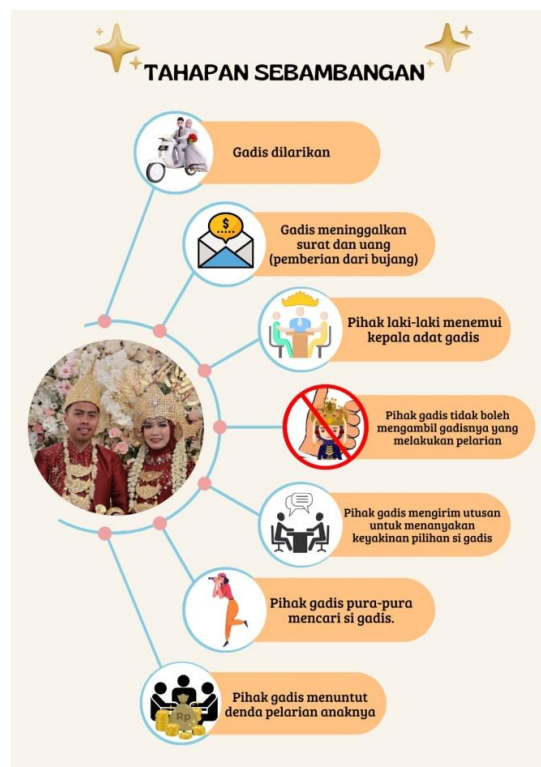 TAHAPAN SEBAMBANGAN
Gadis dilarikan
$
Gadis meninggalkan
surat dan uang
(pemberian dari bujang)
Pihak laki-laki menemui
kepala adat gadis
Pihak gadis tidak boleh
mengambil gadisnya yang
melakukan pelarian
Pihak gadis mengirim utusan
untuk menanyakan
keyakinan pilihan si gadis
Pihak gadis pura-pura
mencari si gadis.
Rp
Pihak gadis menuntut
denda pelarian anaknya